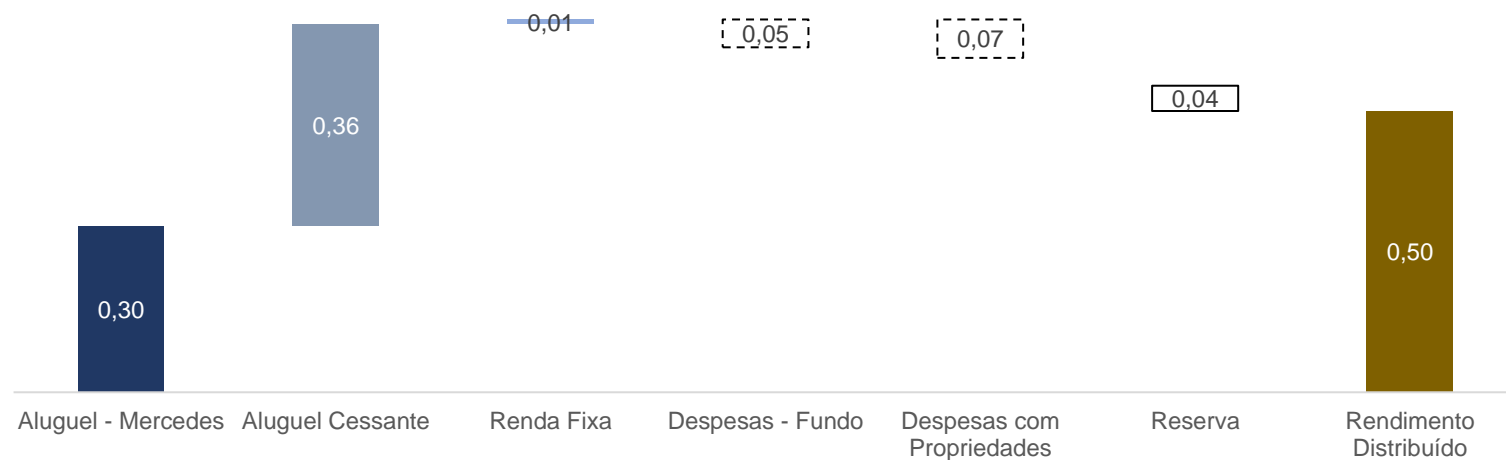 0,01
0,05
0,07
0,04
0,36
0,30
0,50
Aluguel - Mercedes
Aluguel Cessante
Renda Fixa
Despesas - Fundo
Despesas com
Propriedades
Reserva
Rendimento
Distribuído